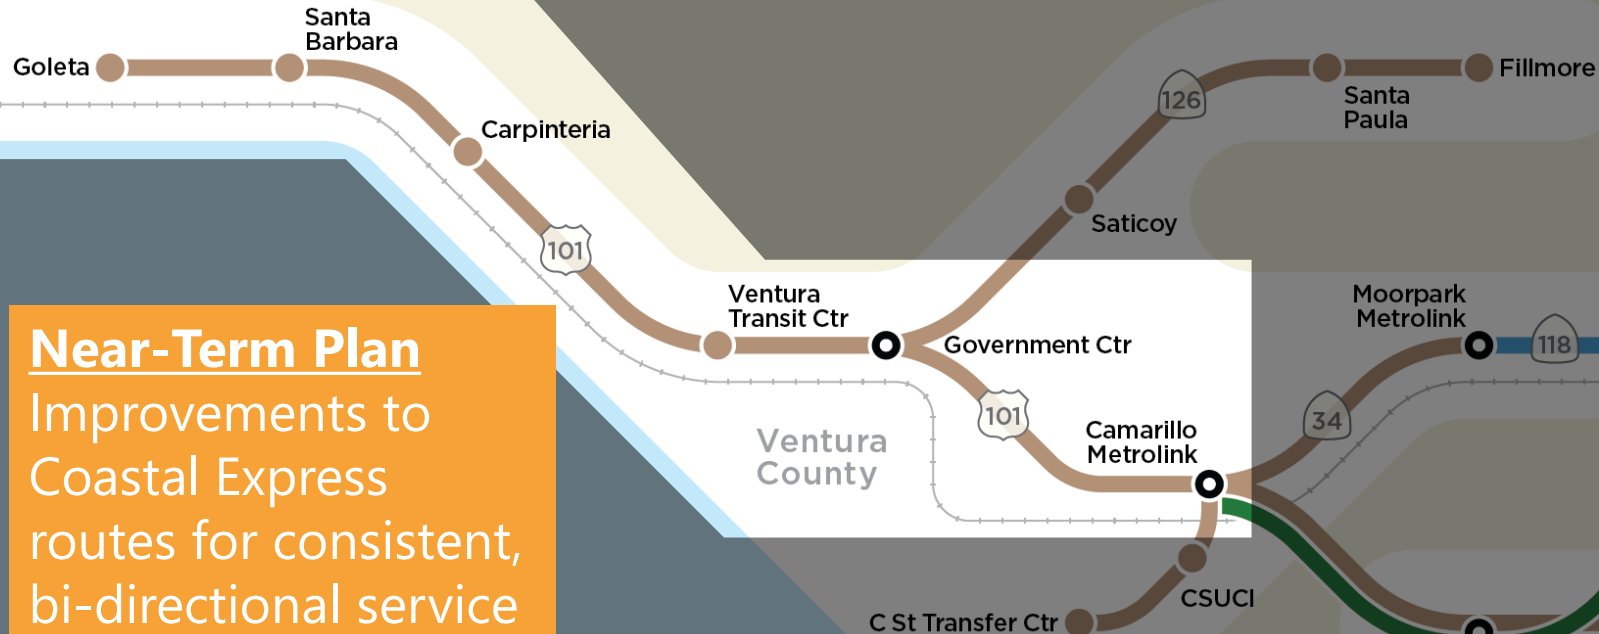 Santa
Barbara
Goleta
Carpinteria
101
126
Fillmore
Santa
Paula
Saticoy
Ventura
Transit Ctr
Government Ctr
Moorpark
Metrolink
118
101
34
Camarillo
Metrolink
Ventura
County
CSUCI
C St Transfer Ctr
Near-Term Plan
Improvements to
Coastal Express
routes for consistent,
bi-directional service